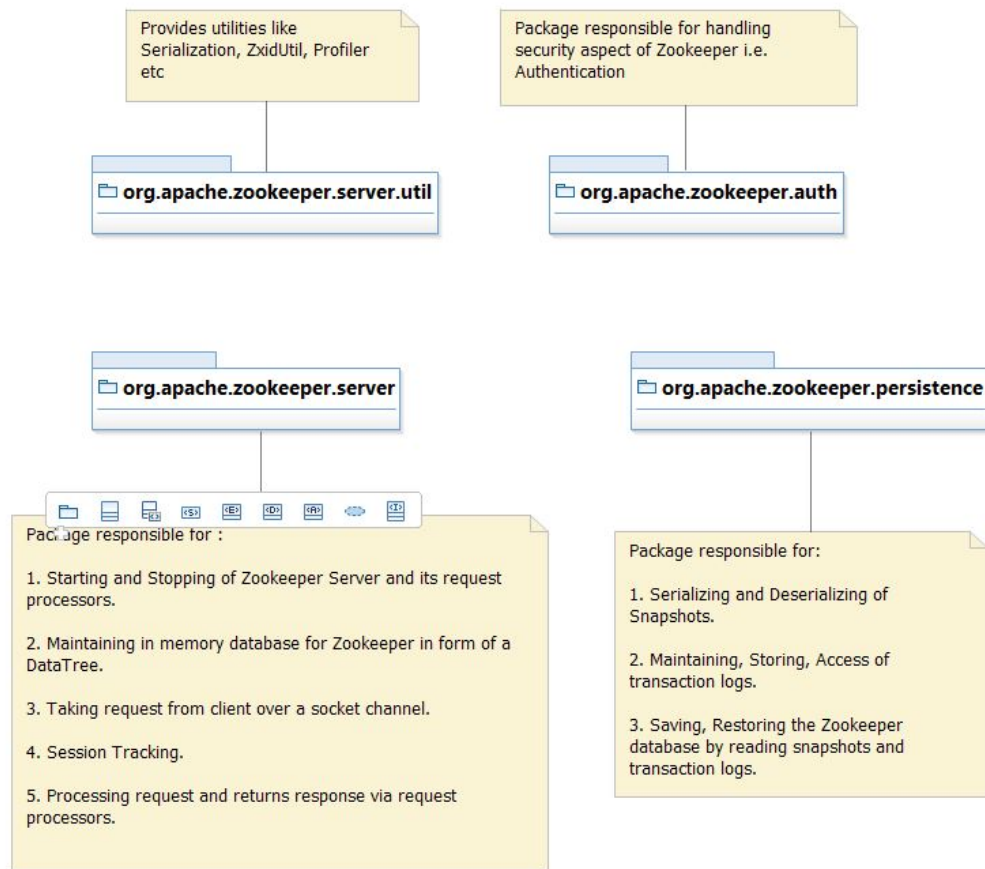 Provides utilities like
Serialization, ZxidUtil, Profiler
etc
Package responsible for handling
security aspect of Zookeeper i.e.
Authentication
org.apache.zookeeper.server.util
org.apache.zookeeper.auth
org.apache.zookeeper.server
org.apache.zookeeper.persistence
<S>
<E>
<D>
<A>
<I>
Package responsible for :
1. Starting and Stopping of Zookeeper Server and its request
processors.
2. Maintaining in memory database for Zookeeper in form of a
DataTree.
3. Taking request from client over a socket channel.
4. Session Tracking.
5. Processing request and returns response via request
processors.
Package responsible for:
1. Serializing and Deserializing of
Snapshots.
2. Maintaining, Storing, Access of
transaction logs.
3. Saving, Restoring the Zookeeper
database by reading snapshots and
transaction logs.